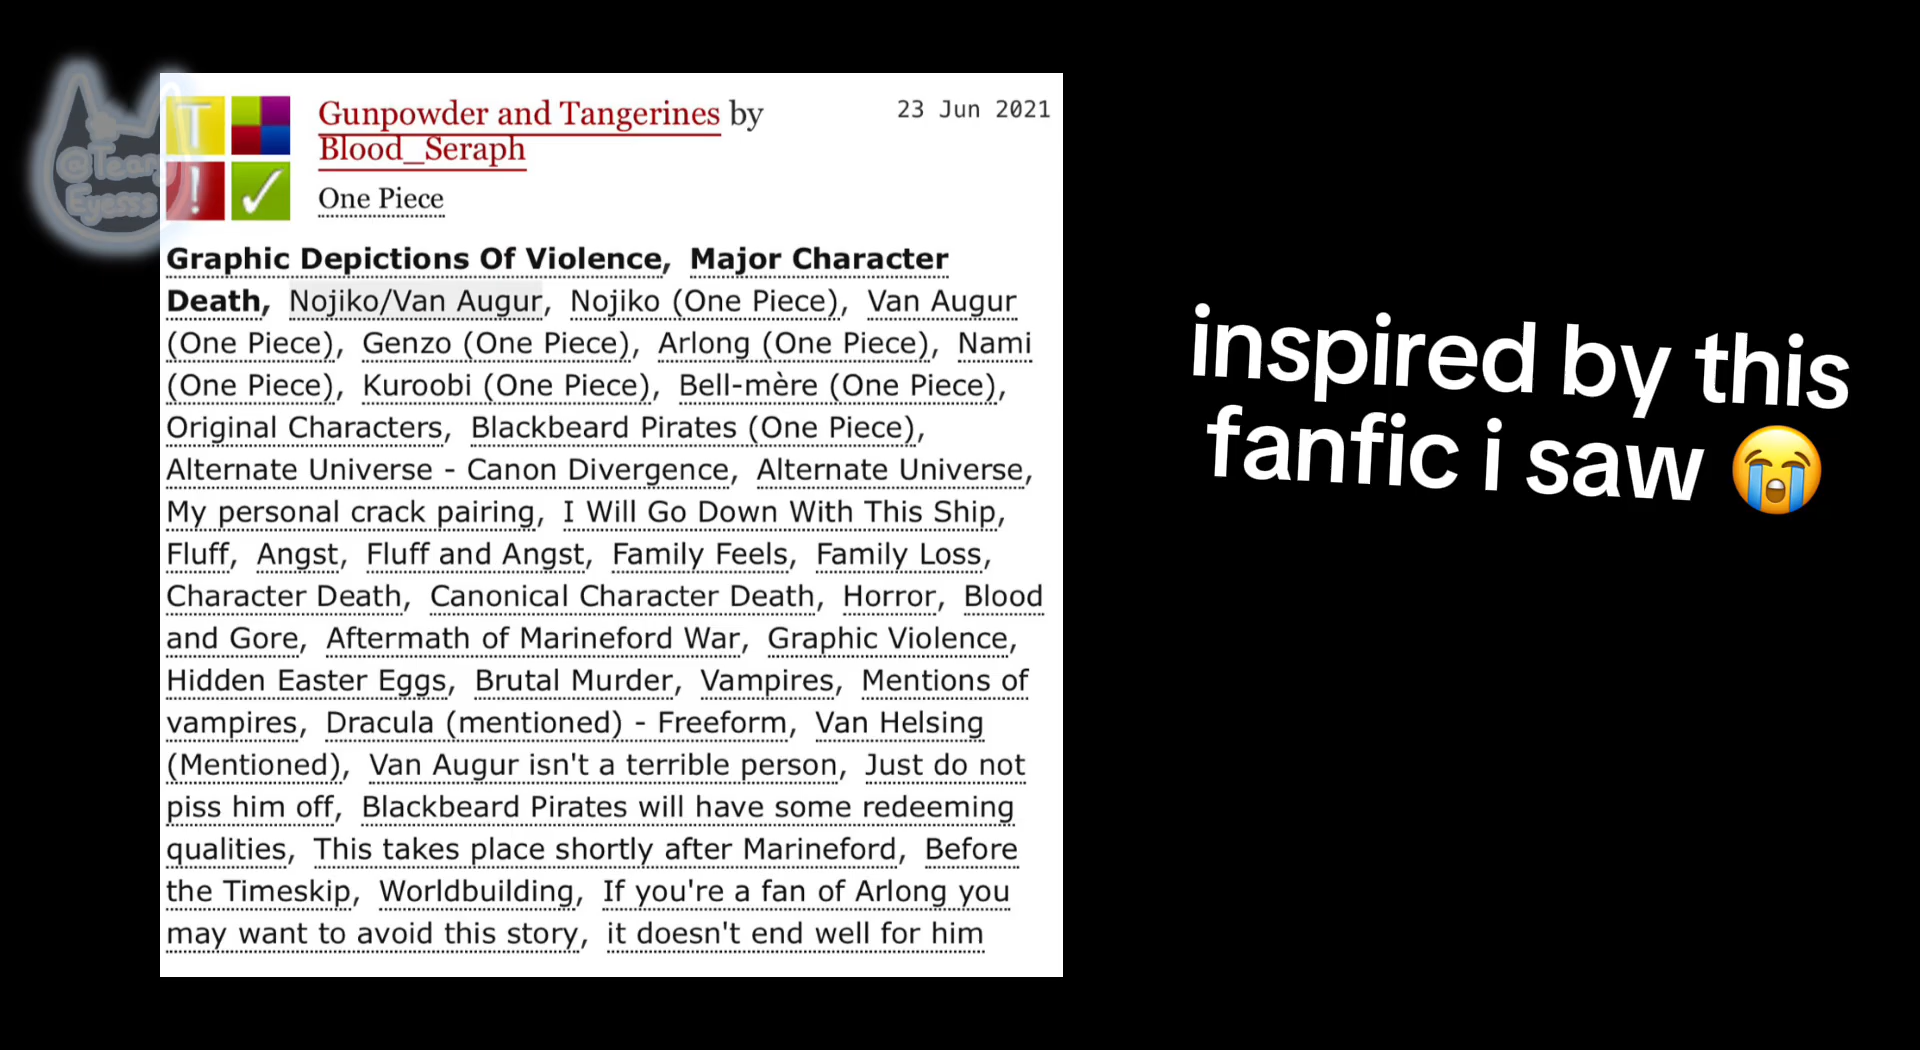 @Teary
Eyesss
T
!
Gunpowder and Tangerines by
Blood_Seraph
23 Jun 2021
One Piece
Graphic Depictions Of Violence, Major Character
Death, Nojiko/Van Augur, Nojiko (One Piece), Van Augur
(One Piece), Genzo (One Piece), Arlong (One Piece), Nami
(One Piece), Kuroobi (One Piece), Bell-mère (One Piece),
Original Characters, Blackbeard Pirates (One Piece),
Alternate Universe - Canon Divergence, Alternate Universe,
My personal crack pairing, I Will Go Down With This Ship,
Fluff, Angst, Fluff and Angst, Family Feels, Family Loss,
Character Death, Canonical Character Death, Horror, Blood
and Gore, Aftermath of Marineford War, Graphic Violence,
Hidden Easter Eggs, Brutal Murder, Vampires, Mentions of
vampires, Dracula (mentioned) - Freeform, Van Helsing
(Mentioned), Van Augur isn't a terrible person, Just do not
piss him off, Blackbeard Pirates will have some redeeming
qualities, This takes place shortly after Marineford, Before
the Timeskip, Worldbuilding, If you're a fan of Arlong you
may want to avoid this story, it doesn't end well for him
inspired by this
fanfic i saw 😭